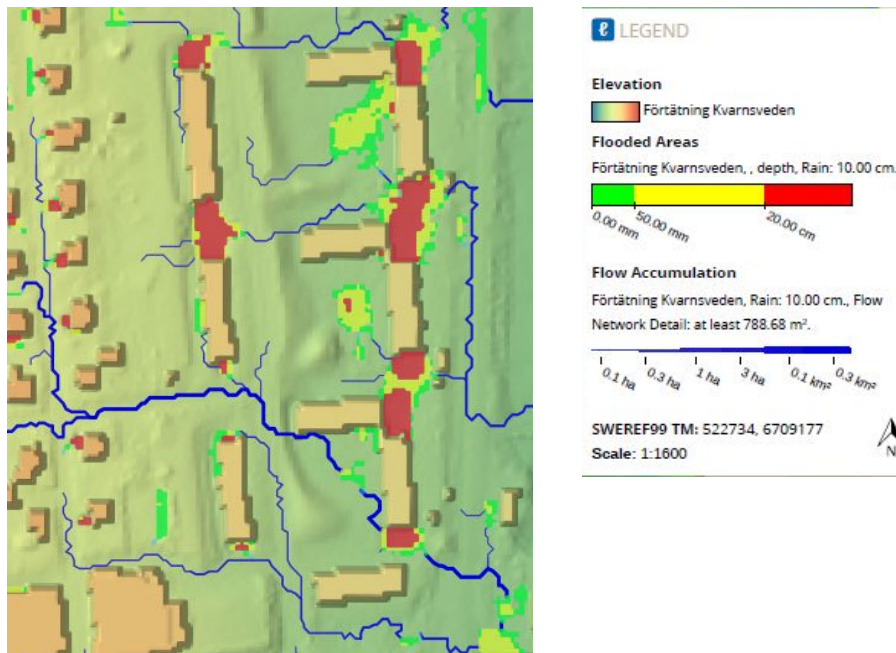 LEGEND
Elevation
Förtätning Kvarnsveden
Flooded Areas
Förtätning Kvarnsveden, , depth, Rain: 10.00 cm.
0.00 mm 50.00 mm 20.00 cm
Flow Accumulation
Förtätning Kvarnsveden, Rain: 10.00 cm., Flow
Network Detail: at least 788.68 m².
0.1 ha 0.3 ha 1 ha 3 ha 0.1 km² 0.3 km²
SWEREF99 TM: 522734, 6709177
Scale: 1:1600
N